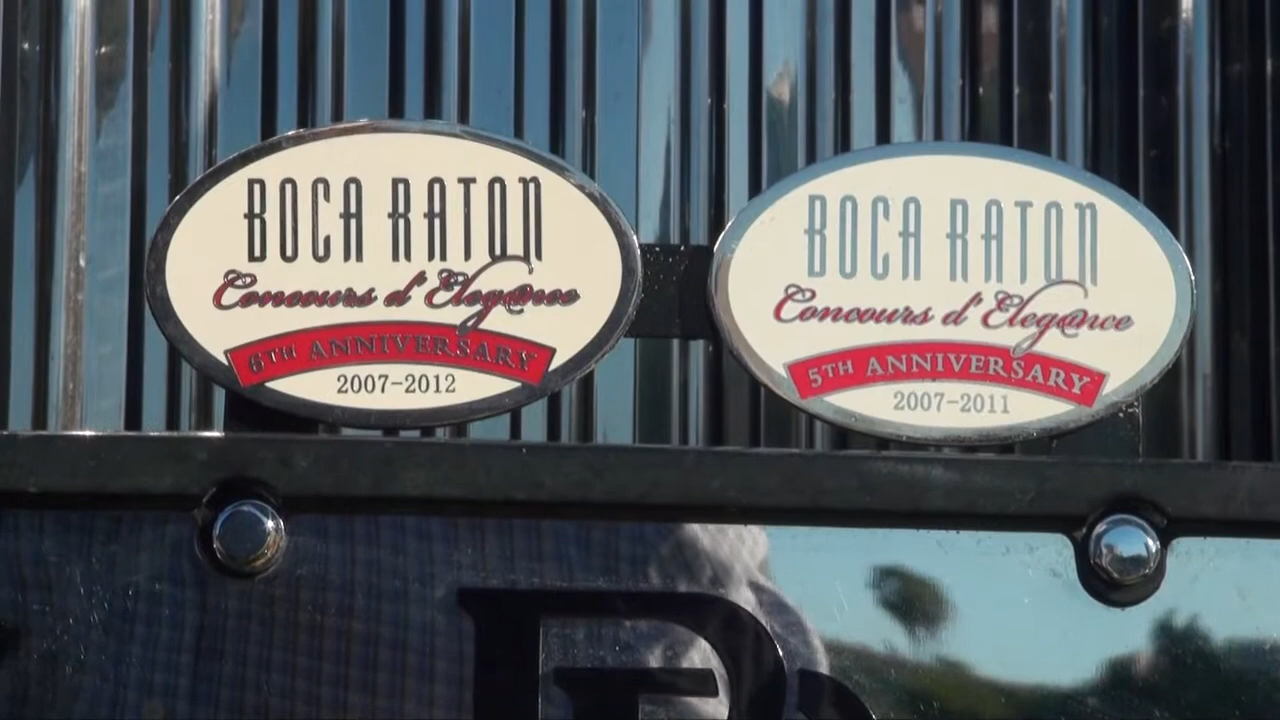 BOCA RATON
Concours d' Elegance
6TH ANNIVERSARY
2007-2012
BOCA RATON
Concours d' Elegance
5TH ANNIVERSARY
2007-2011